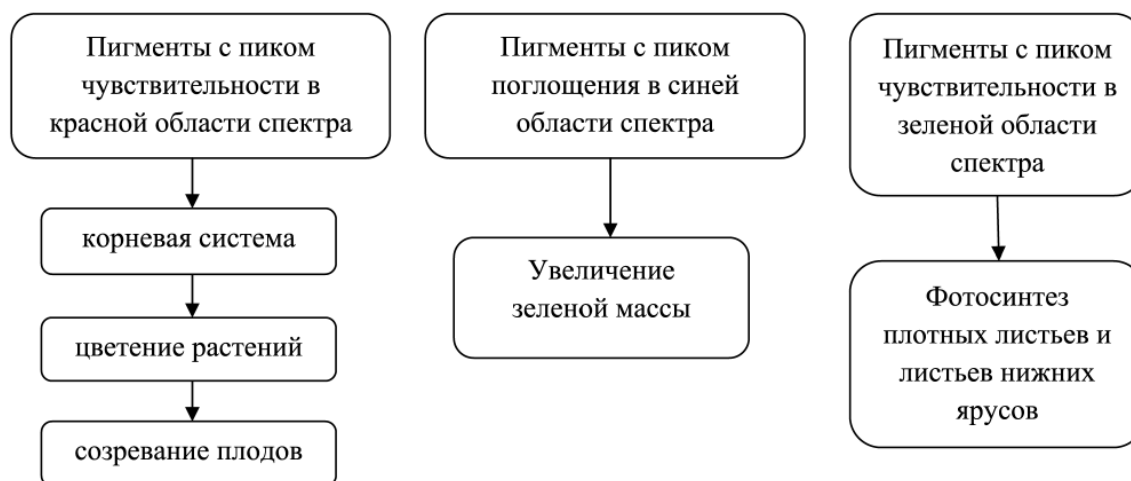 Пигменты с пиком
чувствительности в
красной области спектра
корневая система
цветение растений
созревание плодов
Пигменты с пиком
поглощения в синей
области спектра
Увеличение
зеленой массы
Пигменты с пиком
чувствительности в
зеленой области
спектра
Фотосинтез
плотных листьев и
листьев нижних
ярусов